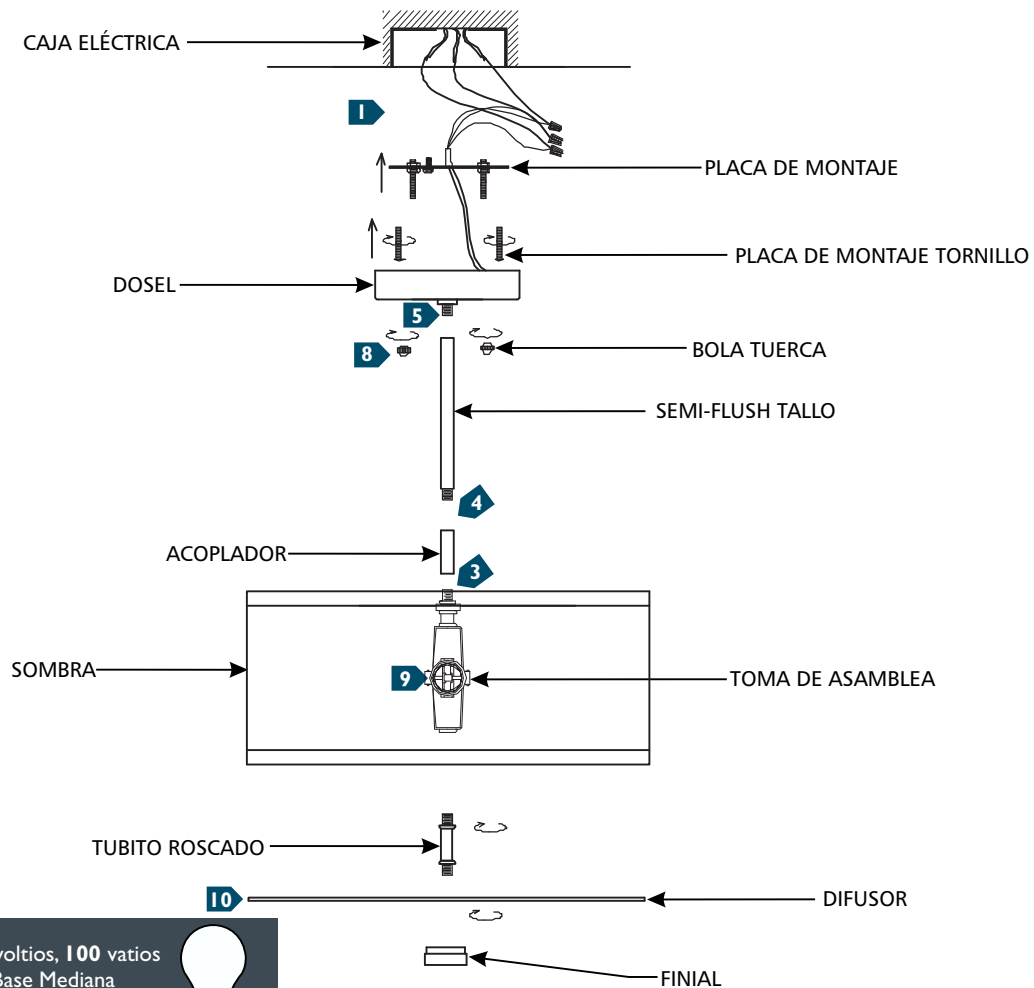 CAJA ELÉCTRICA
1
PLACA DE MONTAJE
PLACA DE MONTAJE TORNILLO
DOSEL
5
8
BOLA TUERCA
SEMI-FLUSH TALLO
4
ACOPLADOR
3
SOMBRA
9
TOMA DE ASAMBLEA
TUBITO ROSCADO
10
DIFUSOR
voltios, 100 vatios
Base Mediana
FINIAL